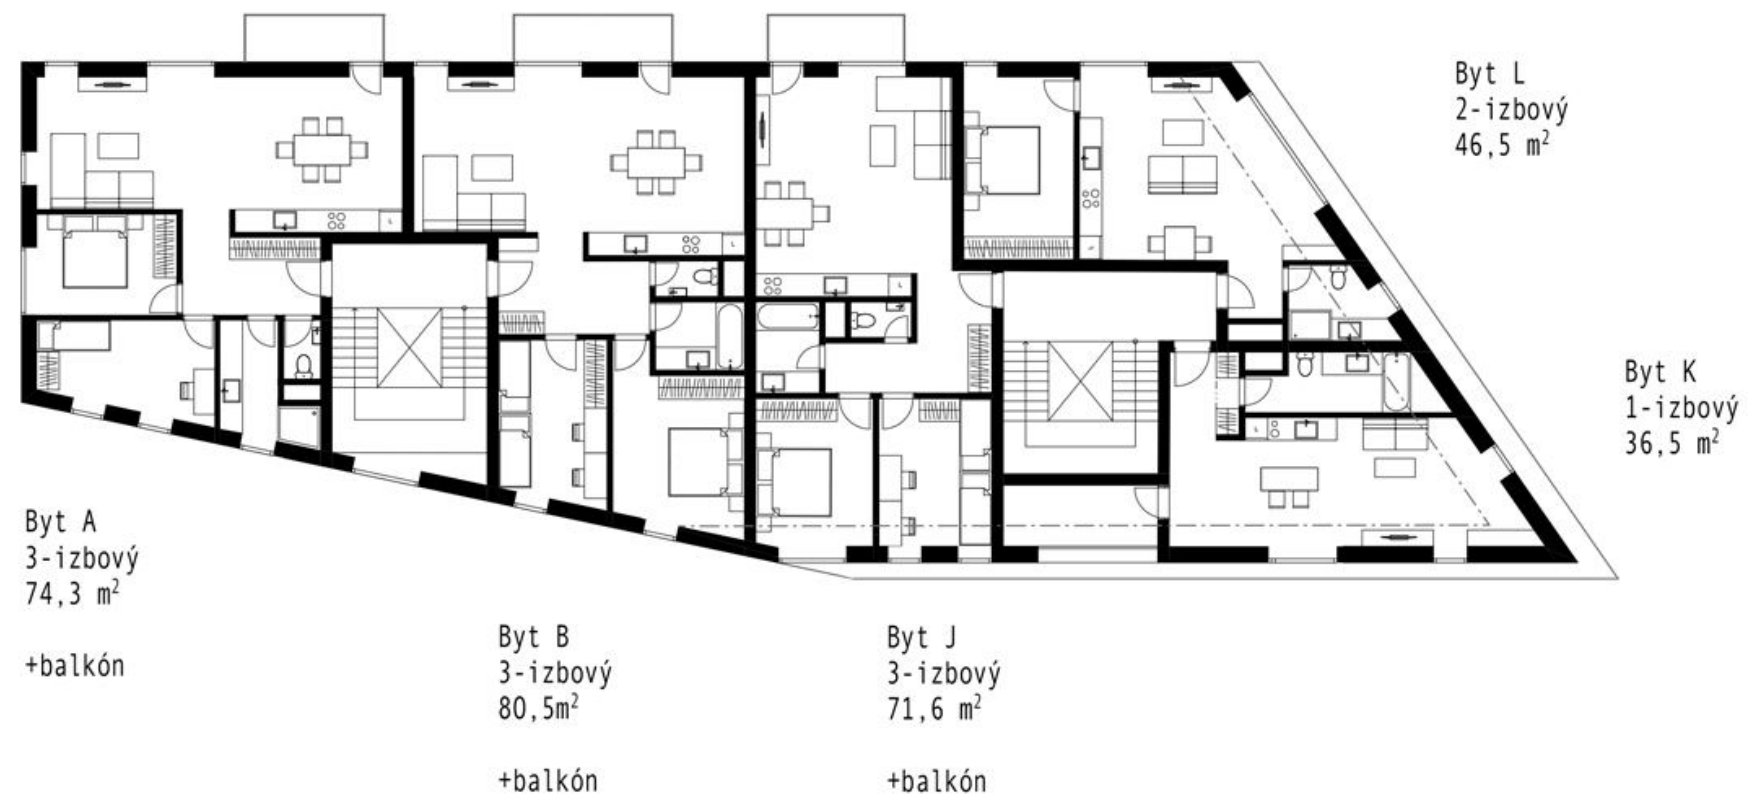 Byt L
2-izbový
46,5 m²
Byt K
1-izbový
36,5 m²
Byt A
3-izbový
74,3 m²
+balkón
Byt B
3-izbový
80,5m²
+balkón
Byt J
3-izbový
71,6 m²
+balkón